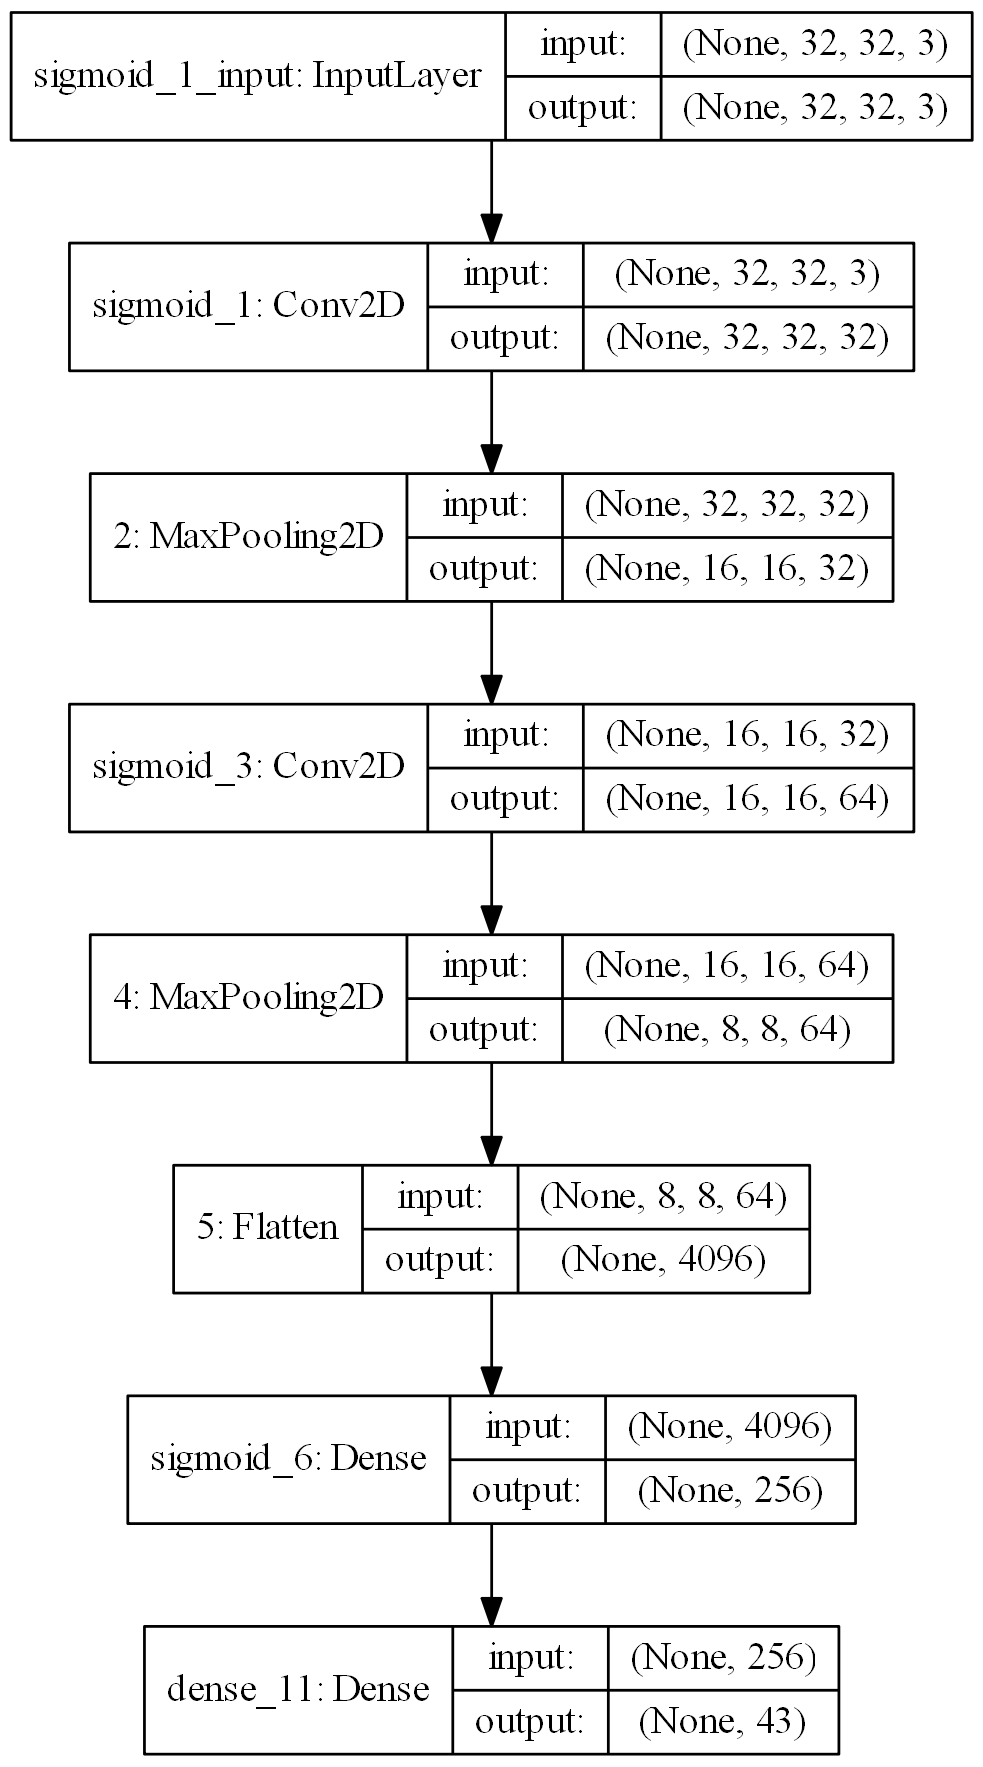 sigmoid_1_input: InputLayer
input:
(None, 32, 32, 3)
output:
(None, 32, 32, 3)
sigmoid_1: Conv2D
input:
(None, 32, 32, 3)
output:
(None, 32, 32, 32)
2: MaxPooling2D
input:
(None, 32, 32, 32)
output:
(None, 16, 16, 32)
sigmoid_3: Conv2D
input:
(None, 16, 16, 32)
output:
(None, 16, 16, 64)
4: MaxPooling2D
input:
(None, 16, 16, 64)
output:
(None, 8, 8, 64)
5: Flatten
input:
(None, 8, 8, 64)
output:
(None, 4096)
sigmoid_6: Dense
input:
(None, 4096)
output:
(None, 256)
dense_11: Dense
input:
(None, 256)
output:
(None, 43)